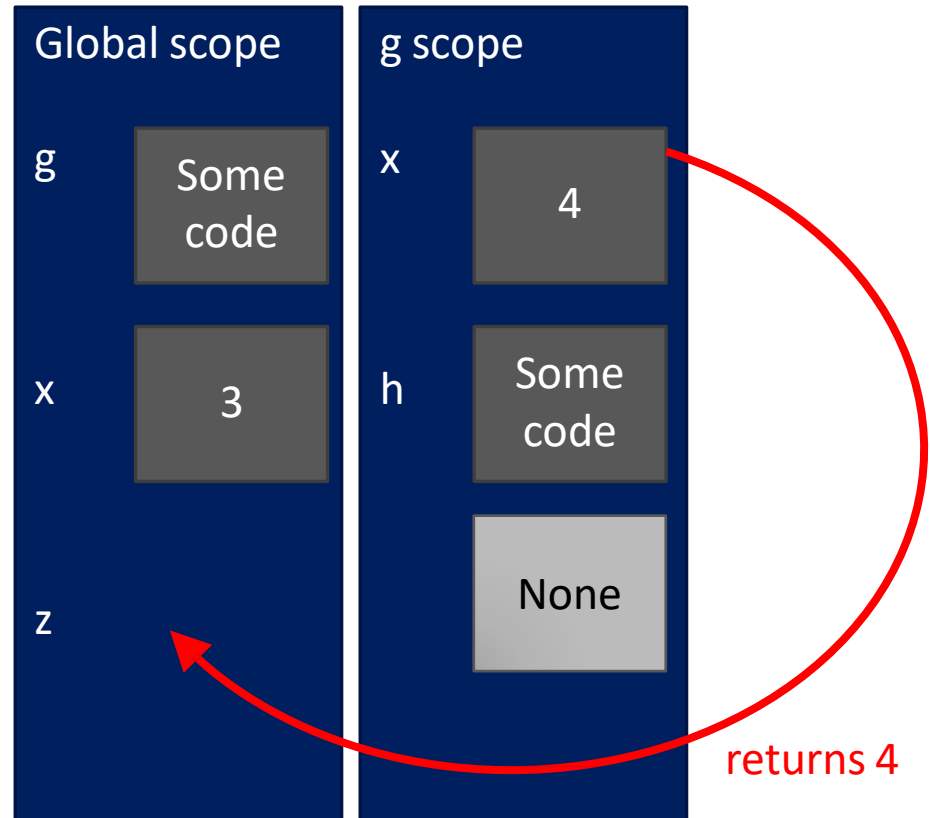 Global scope
g
Some
code
x
3
z
g scope
x
4
h
Some
code
None
returns 4